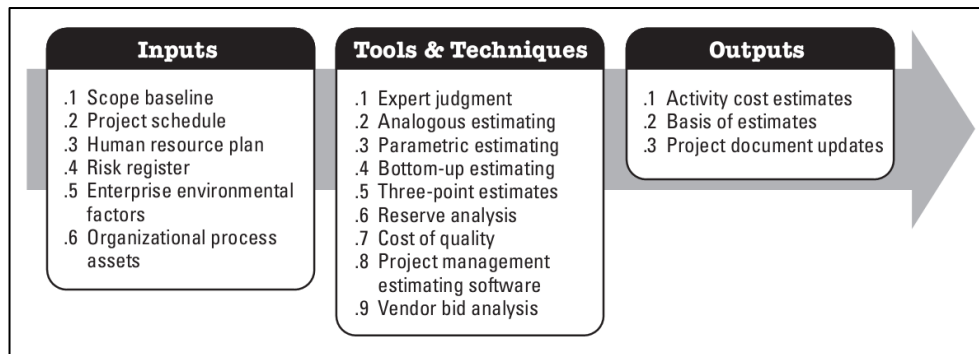 Inputs
.1 Scope baseline
.2 Project schedule
.3 Human resource plan
.4 Risk register
.5 Enterprise environmental
factors
.6 Organizational process
assets
Tools & Techniques
.1 Expert judgment
.2 Analogous estimating
.3 Parametric estimating
.4 Bottom-up estimating
.5 Three-point estimates
.6 Reserve analysis
.7 Cost of quality
.8 Project management
estimating software
.9 Vendor bid analysis
Outputs
.1 Activity cost estimates
.2 Basis of estimates
.3 Project document updates